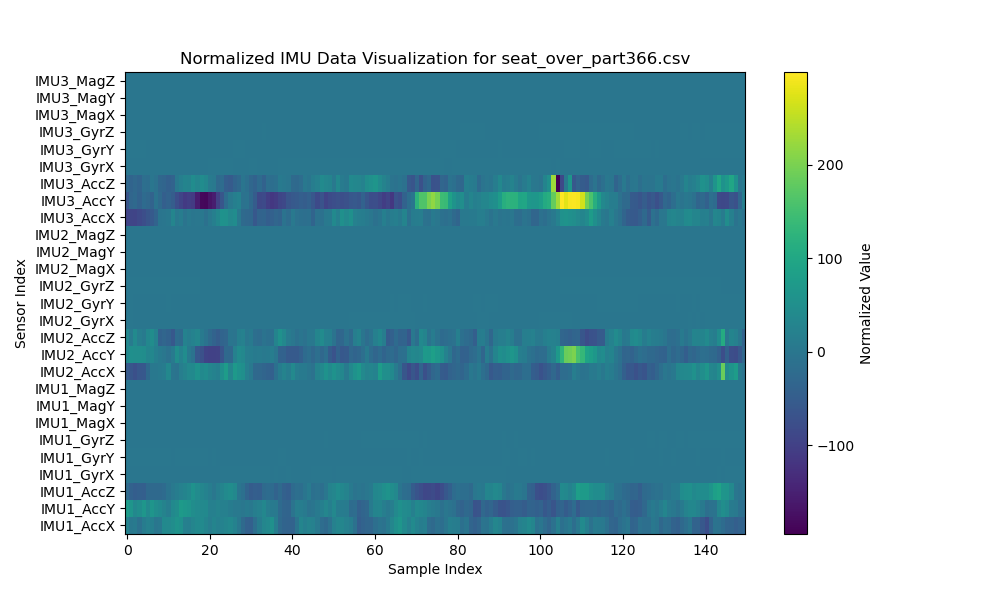 Normalized IMU Data Visualization for seat_over_part366.csv
IMU3_MagZ
IMU3_MagY
IMU3_MagX
IMU3_GyrZ
IMU3_GyrY
IMU3_GyrX
IMU3_AccZ
IMU3_AccY
IMU3_AccX
IMU2_MagZ
IMU2_MagY
IMU2_MagX
IMU2_GyrZ
IMU2_GyrY
IMU2_GyrX
IMU2_AccZ
IMU2_AccY
IMU2_AccX
IMU1_MagZ
IMU1_MagY
IMU1_MagX
IMU1_GyrZ
IMU1_GyrY
IMU1_GyrX
IMU1_AccZ
IMU1_AccY
IMU1_AccX
Sensor Index
0 20 40 60 80 100 120 140
Sample Index
200
100
0
−100
Normalized Value